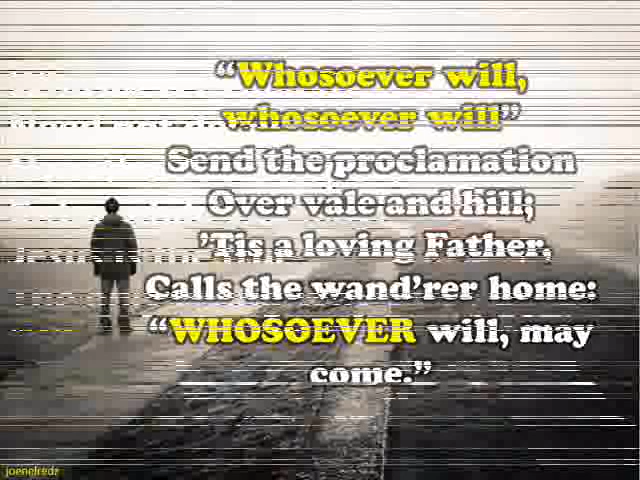 “Whosoever will,
whosoever will”
Send the proclamation
Over vale and hill;
’Tis a loving Father,
Calls the wand’rer home:
“WHOSOEVER will, may
come.”
joenelredz